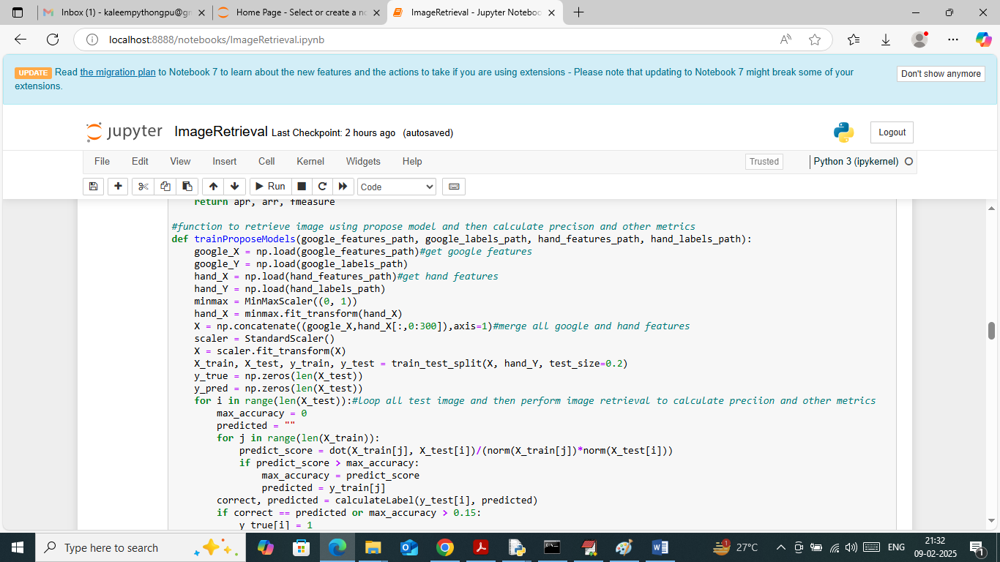 Inbox (1) - kaleempythongpu@gm
Home Page - Select or create a no
ImageRetrieval - Jupyter Notebook
localhost:8888/notebooks/ImageRetrieval.ipynb
UPDATE Read the migration plan to Notebook 7 to learn about the new features and the actions to take if you are using extensions - Please note that updating to Notebook 7 might break some of your
extensions.
Don't show anymore
jupyter ImageRetrieval Last Checkpoint: 2 hours ago (autosaved)
Logout
File Edit View Insert Cell Kernel Widgets Help
Trusted
Python 3 (ipykernel)
Run
Code
return apr, arr, fmeasure
#function to retrieve image using propose model and then calculate precison and other metrics
def trainProposeModels(google_features_path, google_labels_path, hand_features_path, hand_labels_path):
google_X = np.load(google_features_path)#get google features
google_Y = np.load(google_labels_path)
hand_X = np.load(hand_features_path)#get hand features
hand_Y = np.load(hand_labels_path)
minmax = MinMaxScaler((0, 1))
hand_X = minmax.fit_transform(hand_X)
X = np.concatenate((google_X,hand_X[:,0:300]),axis=1)#merge all google and hand features
scaler = StandardScaler()
X = scaler.fit_transform(X)
X_train, X_test, y_train, y_test = train_test_split(X, hand_Y, test_size=0.2)
y_true = np.zeros(len(X_test))
y_pred = np.zeros(len(X_test))
for i in range(len(X_test)):#loop all test image and then perform image retrieval to calculate preciion and other metrics
max_accuracy = 0
predicted = ""
for j in range(len(X_train)):
predict_score = dot(X_train[j], X_test[i])/(norm(X_train[j])*norm(X_test[i]))
if predict_score > max_accuracy:
max_accuracy = predict_score
predicted = y_train[j]
correct, predicted = calculateLabel(y_test[i], predicted)
if correct == predicted or max_accuracy > 0.15:
y_true[i] = 1
Type here to search
1
27°C
ENG
21:32
09-02-2025
1